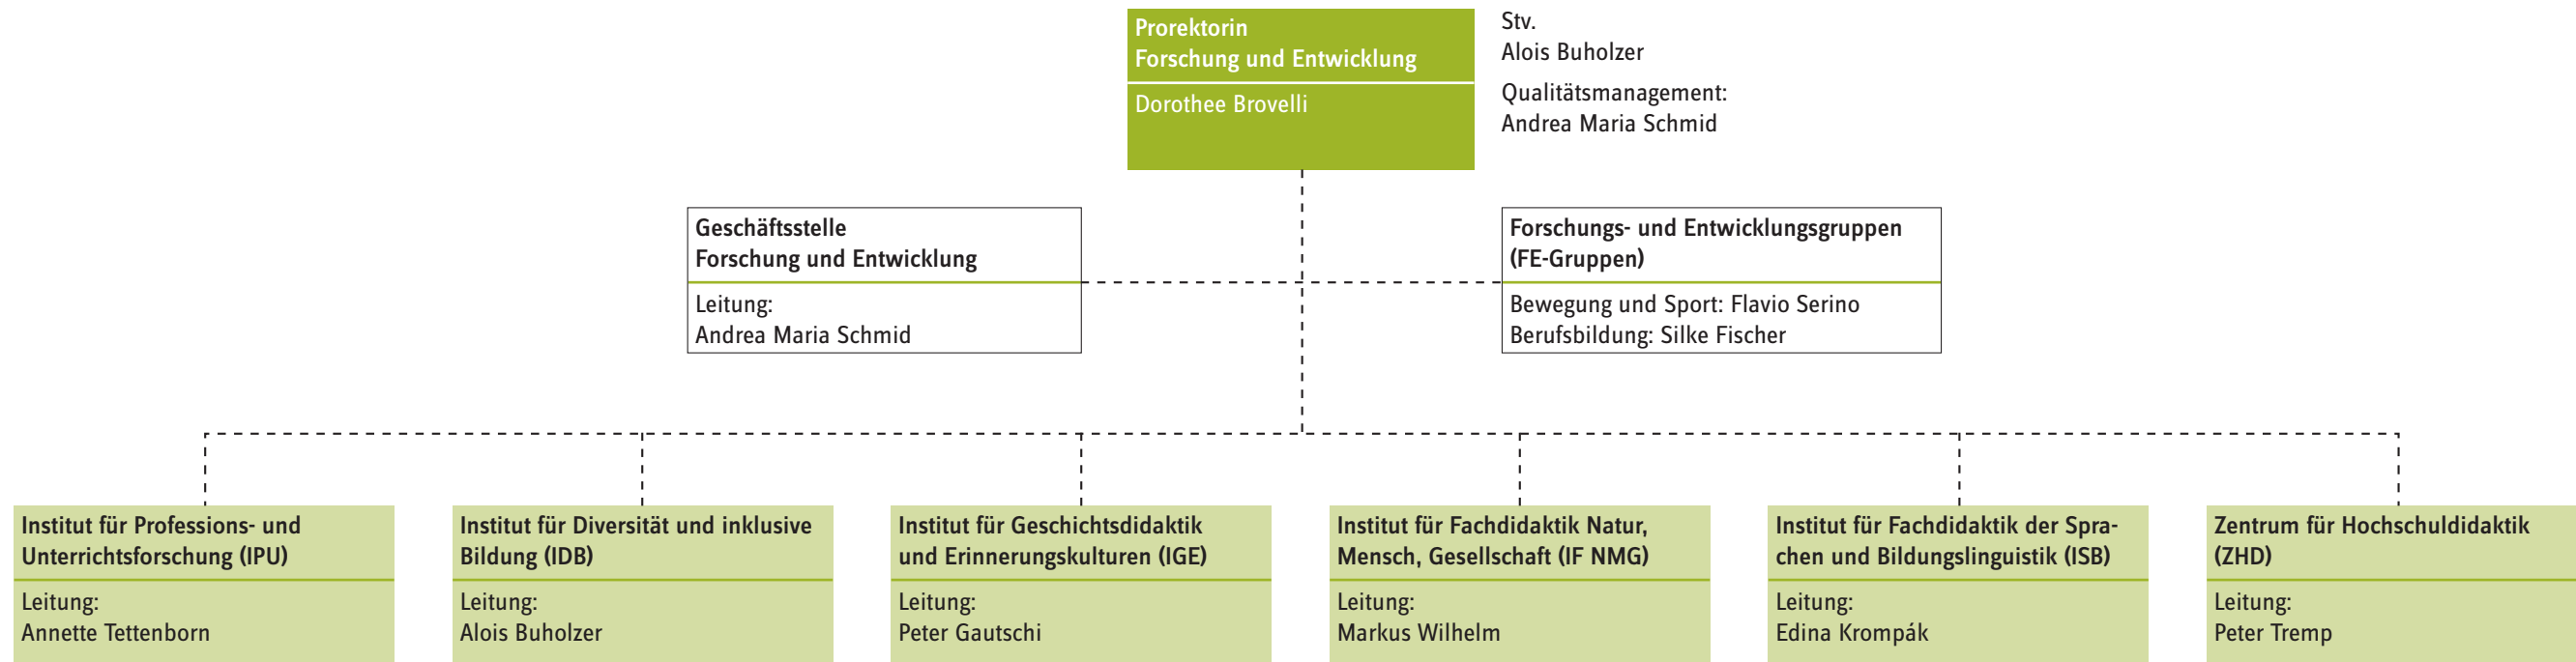 Prorektorin
Forschung und Entwicklung
Dorothee Brovelli
Stv.
Alois Buholzer
Qualitätsmanagement:
Andrea Maria Schmid
Geschäftsstelle
Forschung und Entwicklung
Leitung:
Andrea Maria Schmid
Forschungs- und Entwicklungsgruppen
(FE-Gruppen)
Bewegung und Sport: Flavio Serino
Berufsbildung: Silke Fischer
Institut für Professions- und
Unterrichtsforschung (IPU)
Leitung:
Annette Tettenborn
Institut für Diversität und inklusive
Bildung (IDB)
Leitung:
Alois Buholzer
Institut für Geschichtsdidaktik
und Erinnerungskulturen (IGE)
Leitung:
Peter Gautschi
Institut für Fachdidaktik Natur,
Mensch, Gesellschaft (IF NMG)
Leitung:
Markus Wilhelm
Institut für Fachdidaktik der Spra-
chen und Bildungslinguistik (ISB)
Leitung:
Edina Krompák
Zentrum für Hochschuldidaktik
(ZHD)
Leitung:
Peter Tremp